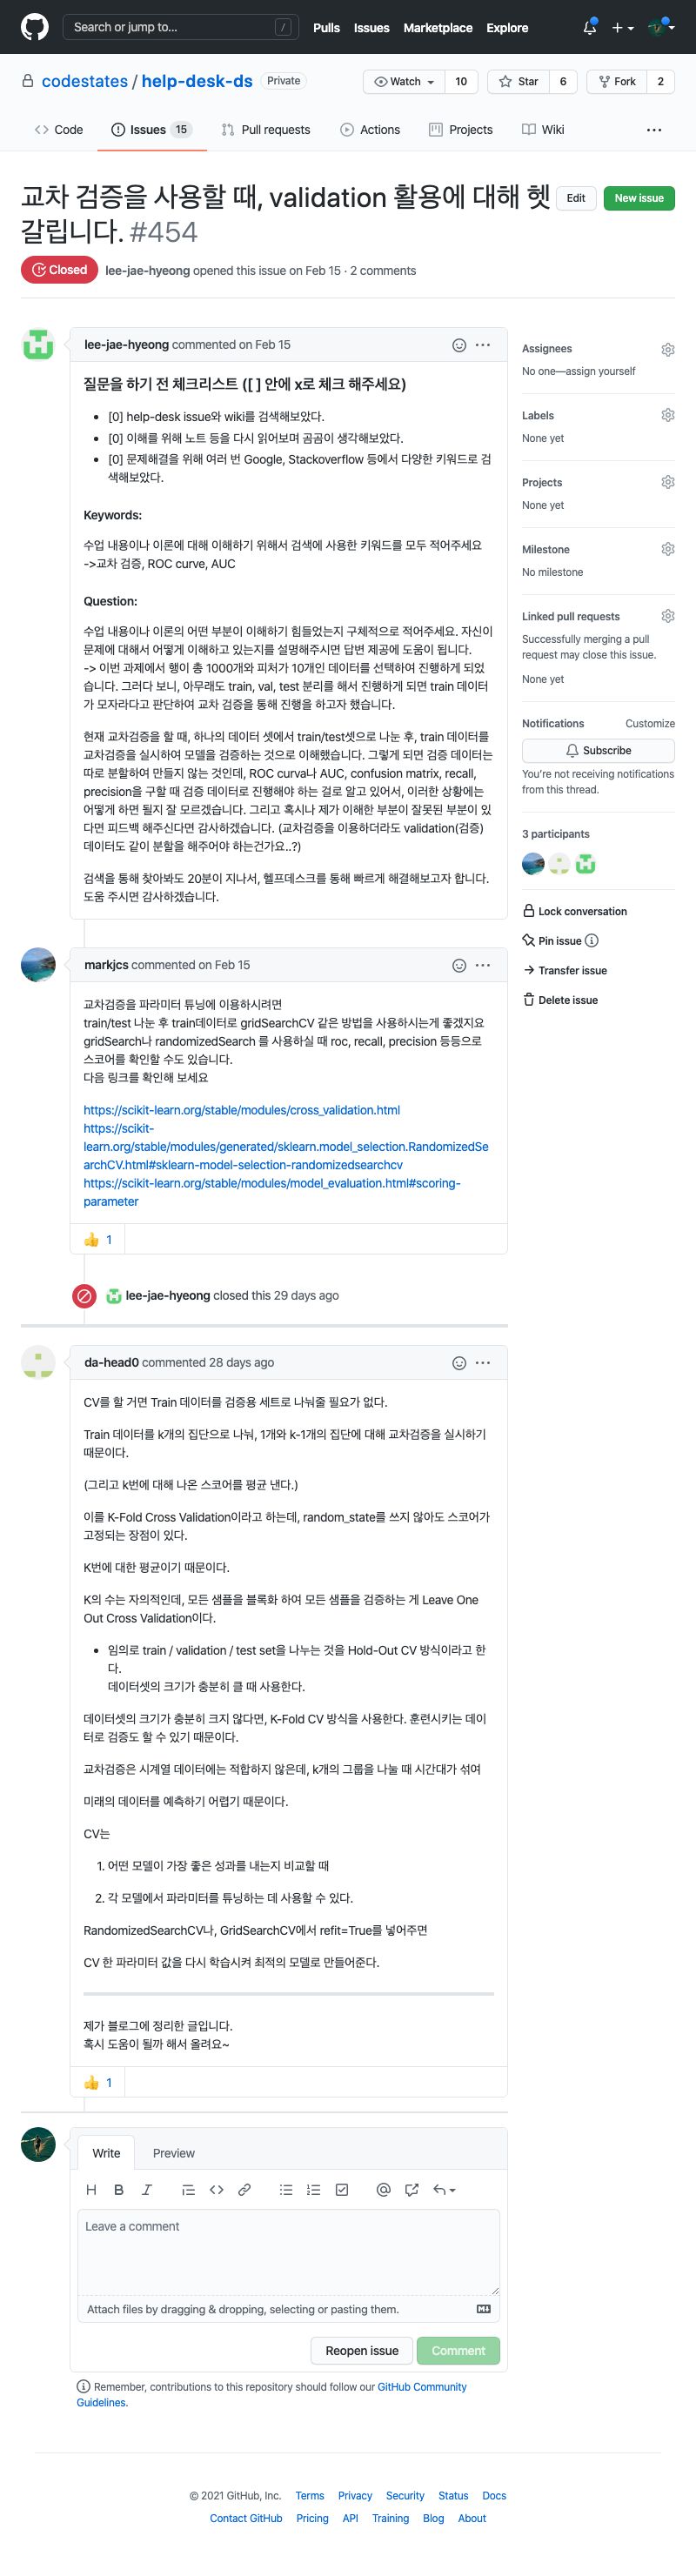 Search or jump to...
/
Pulls Issues Marketplace Explore
codestates / help-desk-ds Private
Watch 10 Star 6 Fork 2
Code Issues 15 Pull requests Actions Projects Wiki
교차 검증을 사용할 때, validation 활용에 대해 헷
갈립니다. #454
Edit New issue
Closed lee-jae-hyeong opened this issue on Feb 15 · 2 comments
lee-jae-hyeong commented on Feb 15
질문을 하기 전 체크리스트 ([ ] 안에 x로 체크 해주세요)
[0] help-desk issue와 wiki를 검색해보았다.
[0] 이해를 위해 노트 등을 다시 읽어보며 곰곰이 생각해보았다.
[0] 문제해결을 위해 여러 번 Google, Stackoverflow 등에서 다양한 키워드로 검
색해보았다.
Keywords:
수업 내용이나 이론에 대해 이해하기 위해서 검색에 사용한 키워드를 모두 적어주세요
->교차 검증, ROC curve, AUC
Question:
수업 내용이나 이론의 어떤 부분이 이해하기 힘들었는지 구체적으로 적어주세요. 자신이
문제에 대해서 어떻게 이해하고 있는지를 설명해주시면 답변 제공에 도움이 됩니다.
-> 이번 과제에서 행이 총 1000개와 피처가 10개인 데이터를 선택하여 진행하게 되었
습니다. 그러다 보니, 아무래도 train, val, test 분리를 해서 진행하게 되면 train 데이터
가 모자라다고 판단하여 교차 검증을 통해 진행을 하고자 했습니다.
현재 교차검증을 할 때, 하나의 데이터 셋에서 train/test셋으로 나눈 후, train 데이터를
교차검증을 실시하여 모델을 검증하는 것으로 이해했습니다. 그렇게 되면 검증 데이터는
따로 분할하여 만들지 않는 것인데, ROC curva나 AUC, confusion matrix, recall,
precision을 구할 때 검증 데이터로 진행해야 하는 걸로 알고 있어서, 이러한 상황에는
어떻게 하면 될지 잘 모르겠습니다. 그리고 혹시나 제가 이해한 부분이 잘못된 부분이 있
다면 피드백 해주신다면 감사하겠습니다. (교차검증을 이용하더라도 validation(검증)
데이터도 같이 분할을 해주어야 하는건가요..?)
검색을 통해 찾아봐도 20분이 지나서, 헬프데스크를 통해 빠르게 해결해보고자 합니다.
도움 주시면 감사하겠습니다.
Assignees
No one—assign yourself
Labels
None yet
Projects
None yet
Milestone
No milestone
Linked pull requests
Successfully merging a pull
request may close this issue.
None yet
Notifications Customize
Subscribe
You're not receiving notifications
from this thread.
3 participants
Lock conversation
Pin issue
Transfer issue
Delete issue
markjcs commented on Feb 15
교차검증을 파라미터 튜닝에 이용하시려면
train/test 나눈 후 train데이터로 gridSearchCV 같은 방법을 사용하시는게 좋겠지요
gridSearch나 randomizedSearch 를 사용하실 때 roc, recall, precision 등등으로
스코어를 확인할 수도 있습니다.
다음 링크를 확인해 보세요
https://scikit-learn.org/stable/modules/cross_validation.html
https://scikit-
learn.org/stable/modules/generated/sklearn.model_selection.RandomizedSe
archCV.html#sklearn-model-selection-randomizedsearchcv
https://scikit-learn.org/stable/modules/model_evaluation.html#scoring-
parameter
👍 1
lee-jae-hyeong closed this 29 days ago
da-head0 commented 28 days ago
CV를 할 거면 Train 데이터를 검증용 세트로 나눠줄 필요가 없다.
Train 데이터를 k개의 집단으로 나눠, 1개와 k-1개의 집단에 대해 교차검증을 실시하기
때문이다.
(그리고 k번에 대해 나온 스코어를 평균 낸다.)
이를 K-Fold Cross Validation이라고 하는데, random_state를 쓰지 않아도 스코어가
고정되는 장점이 있다.
K번에 대한 평균이기 때문이다.
K의 수는 자의적인데, 모든 샘플을 블록화 하여 모든 샘플을 검증하는 게 Leave One
Out Cross Validation이다.
임의로 train / validation / test set을 나누는 것을 Hold-Out CV 방식이라고 한
다.
데이터셋의 크기가 충분히 클 때 사용한다.
데이터셋의 크기가 충분히 크지 않다면, K-Fold CV 방식을 사용한다. 훈련시키는 데이
터로 검증도 할 수 있기 때문이다.
교차검증은 시계열 데이터에는 적합하지 않은데, k개의 그룹을 나눌 때 시간대가 섞여
미래의 데이터를 예측하기 어렵기 때문이다.
CV는
1. 어떤 모델이 가장 좋은 성과를 내는지 비교할 때
2. 각 모델에서 파라미터를 튜닝하는 데 사용할 수 있다.
RandomizedSearchCV나, GridSearchCV에서 refit=True를 넣어주면
CV 한 파라미터 값을 다시 학습시켜 최적의 모델로 만들어준다.
제가 블로그에 정리한 글입니다.
혹시 도움이 될까 해서 올려요~
👍 1
Write Preview
Leave a comment
Attach files by dragging & dropping, selecting or pasting them.
Reopen issue Comment
Remember, contributions to this repository should follow our GitHub Community
Guidelines.
© 2021 GitHub, Inc. Terms Privacy Security Status Docs
Contact GitHub Pricing API Training Blog About